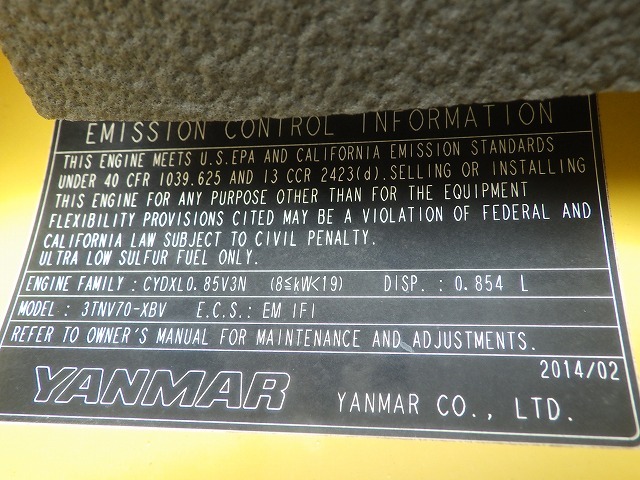 EMISSION CONTROL INFORMATION
THIS ENGINE MEETS U.S.EPA AND CALIFORNIA EMISSION STANDARDS
UNDER 40 CFR 1039.625 AND 13 CCR 2423(d).SELLING OR INSTALLING
THIS ENGINE FOR ANY PURPOSE OTHER THAN FOR THE EQUIPMENT
FLEXIBILITY PROVISIONS CITED MAY BE A VIOLATION OF FEDERAL AND
CALIFORNIA LAW SUBJECT TO CIVIL PENALTY.
ULTRA LOW SULFUR FUEL ONLY.
ENGINE FAMILY : CYDXL0.85V3N (8≦kW<19) DISP. : 0.854 L
MODEL : 3TNV70-XBV E.C.S.: EM IFI
REFER TO OWNER'S MANUAL FOR MAINTENANCE AND ADJUSTMENTS.
2014/02
YANMAR YANMAR CO., LTD.